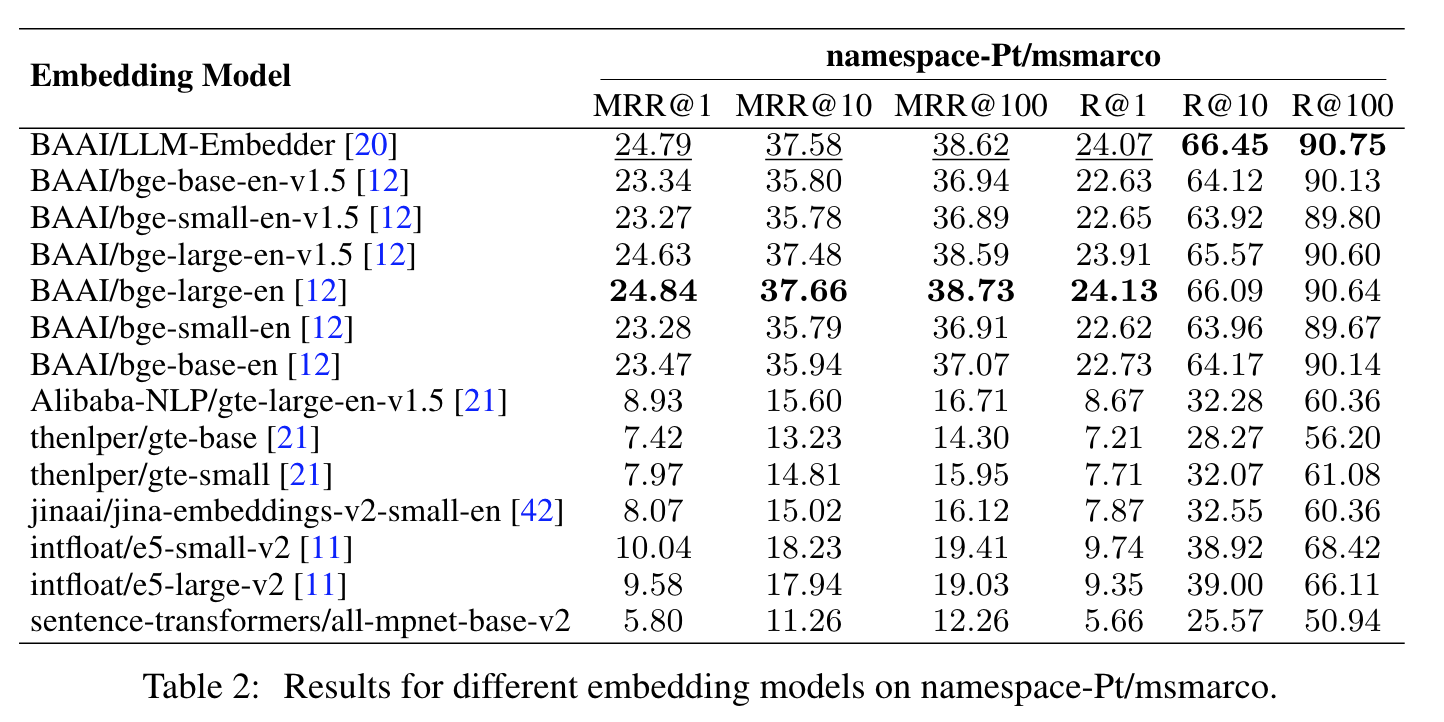 Embedding Model
namespace-Pt/msmarco
MRR@1 MRR@10 MRR@100 R@1 R@10 R@100
BAAI/LLM-Embedder [20] 24.79 37.58 38.62 24.07 66.45 90.75
BAAI/bge-base-en-v1.5 [12] 23.34 35.80 36.94 22.63 64.12 90.13
BAAI/bge-small-en-v1.5 [12] 23.27 35.78 36.89 22.65 63.92 89.80
BAAI/bge-large-en-v1.5 [12] 24.63 37.48 38.59 23.91 65.57 90.60
BAAI/bge-large-en [12] 24.84 37.66 38.73 24.13 66.09 90.64
BAAI/bge-small-en [12] 23.28 35.79 36.91 22.62 63.96 89.67
BAAI/bge-base-en [12] 23.47 35.94 37.07 22.73 64.17 90.14
Alibaba-NLP/gte-large-en-v1.5 [21] 8.93 15.60 16.71 8.67 32.28 60.36
thenlper/gte-base [21] 7.42 13.23 14.30 7.21 28.27 56.20
thenlper/gte-small [21] 7.97 14.81 15.95 7.71 32.07 61.08
jinaai/jina-embeddings-v2-small-en [42] 8.07 15.02 16.12 7.87 32.55 60.36
intfloat/e5-small-v2 [11] 10.04 18.23 19.41 9.74 38.92 68.42
intfloat/e5-large-v2 [11] 9.58 17.94 19.03 9.35 39.00 66.11
sentence-transformers/all-mpnet-base-v2 5.80 11.26 12.26 5.66 25.57 50.94
Table 2: Results for different embedding models on namespace-Pt/msmarco.